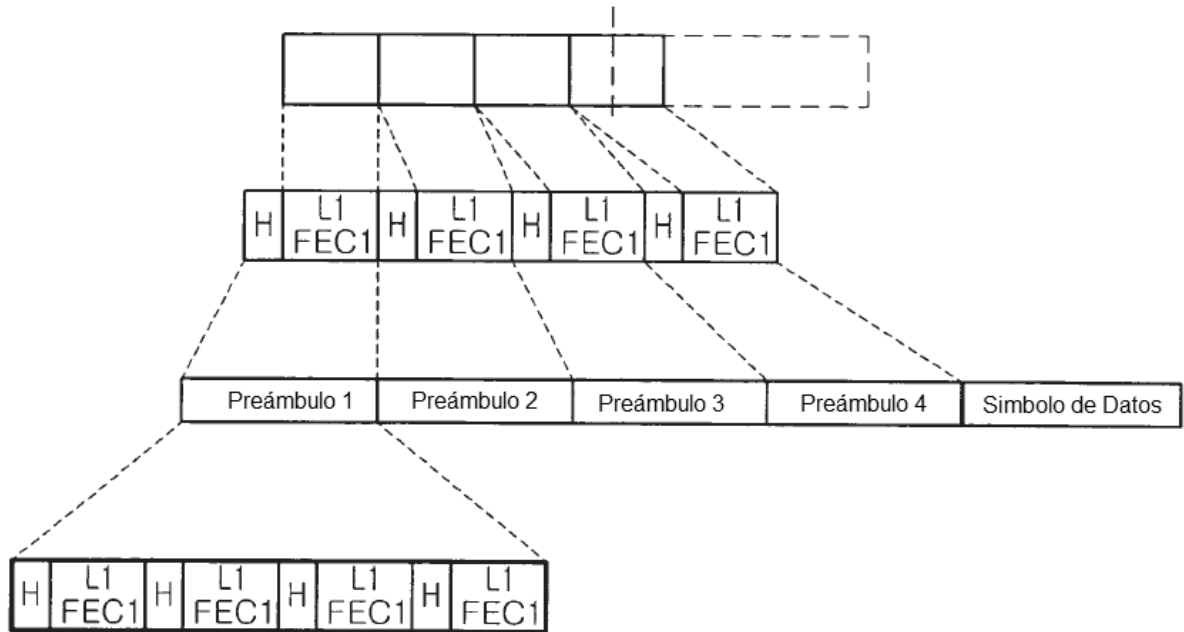 H L1 FEC1 H L1 FEC1 H L1 FEC1 H L1 FEC1
Preámbulo 1 Preámbulo 2 Preámbulo 3 Preámbulo 4 Simbolo de Datos
H L1 FEC1 H L1 FEC1 H L1 FEC1 H L1 FEC1